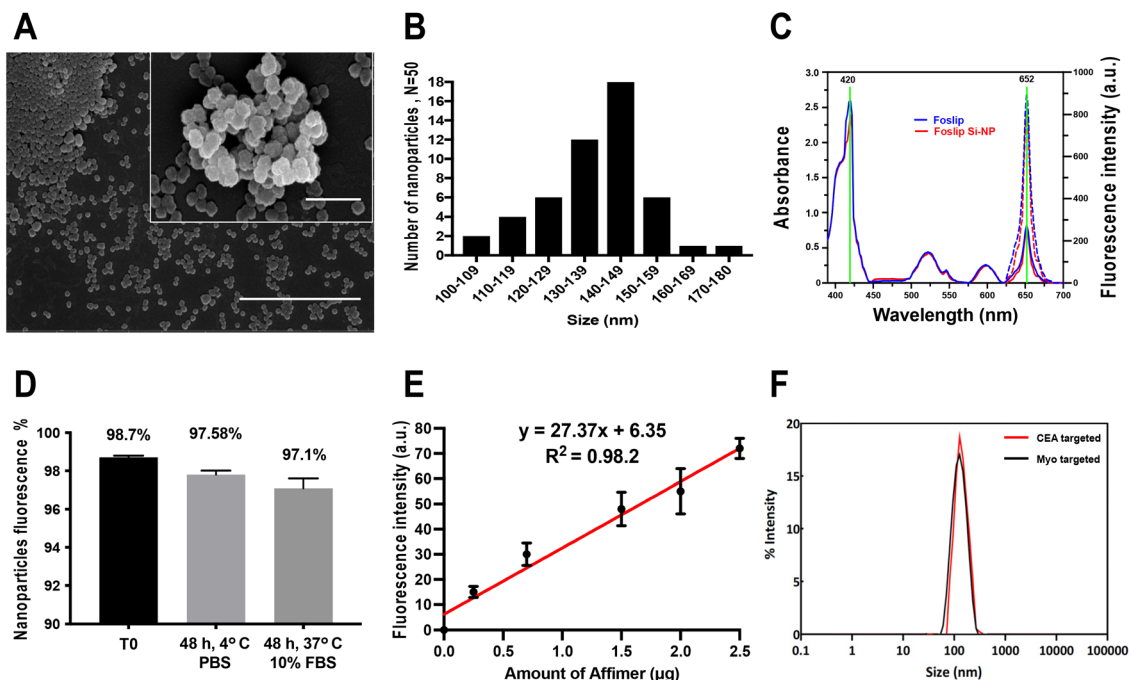 A
B
Number of nanoparticles , N=50
18
16
14
12
10
8
6
4
2
100-109
110-119
120-129
130-139
140-149
150-159
160-169
170-180
Size (nm)
C
Absorbance
3.0
2.5
2.0
1.5
1.0
0.5
0.0
420
652
Foslip
Foslip Si-NP
1000
800
600
400
200
0
Fluorescence intensity (a.u.)
400 450 500 550 600 650 700
Wavelength (nm)
D
Nanoparticles fluorescence %
100
98
96
94
92
90
98.7%
97.58%
97.1%
T0
48 h, 4º C
PBS
48 h, 37º C
10% FBS
E
Fluorescence intensity (a.u.)
80
70
60
50
40
30
20
10
0
y = 27.37x + 6.35
R2 = 0.98.2
0.0 0.5 1.0 1.5 2.0 2.5
Amount of Affimer (µg)
F
% Intensity
20
15
10
5
0
CEA targeted
Myo targeted
0.1 1 10 100 1000 10000 100000
Size (nm)